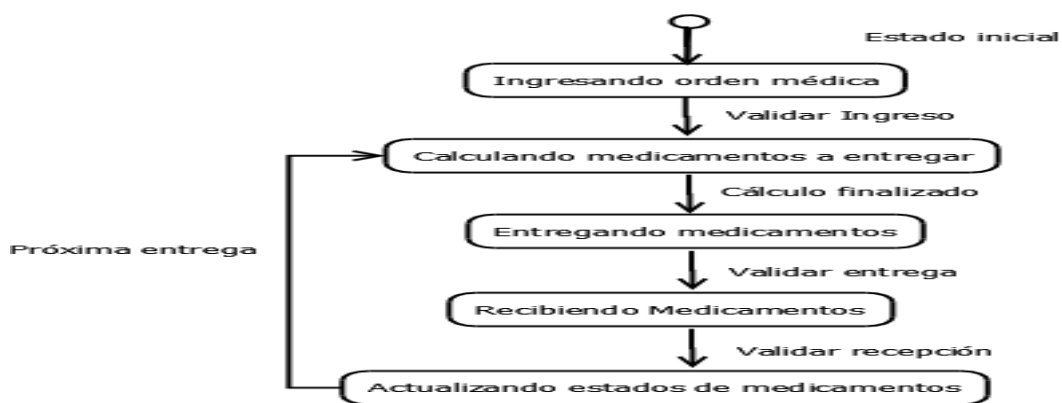 Estado inicial
Ingresando orden médica
Validar Ingreso
Calculando medicamentos a entregar
Cálculo finalizado
Entregando medicamentos
Próxima entrega
Validar entrega
Recibiendo Medicamentos
Validar recepción
Actualizando estados de medicamentos